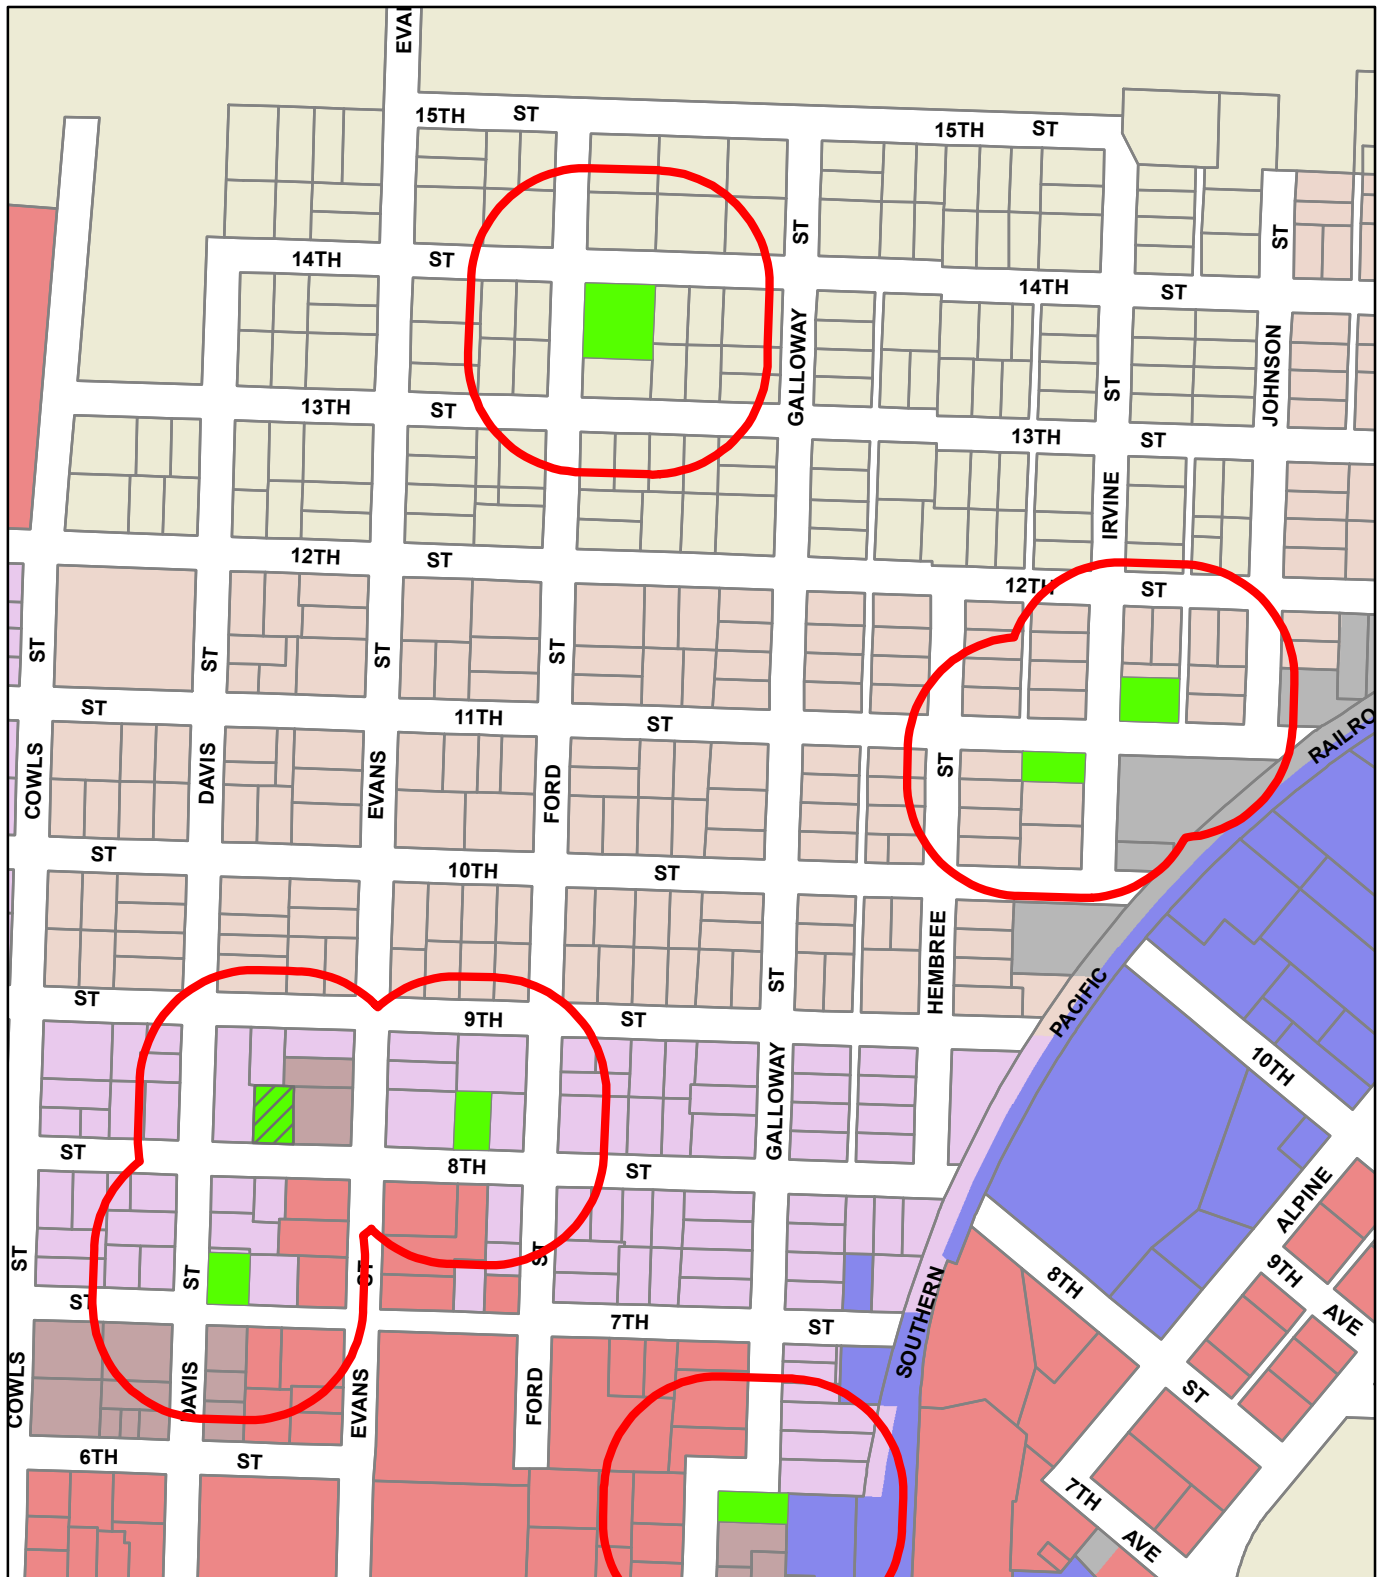 EVA
15TH ST
15TH ST
ST
ST
14TH ST
14TH ST
GALLOWAY
ST
JOHNSON
13TH ST
13TH ST
IRVINE
12TH ST
12TH ST
ST
ST
ST
ST
ST
11TH ST
RAILRO
ST
COWLS
DAVIS
EVANS
FORD
ST
10TH ST
HEMBREE
ST
ST
PACIFIC
9TH ST
10TH
GALLOWAY
ST
8TH ST
ALPINE
ST
ST
ST
ST
8TH
9TH AVE
SOUTHERN
ST
7TH ST
COWLS
DAVIS
EVANS
FORD
ST
6TH ST
7TH AVE